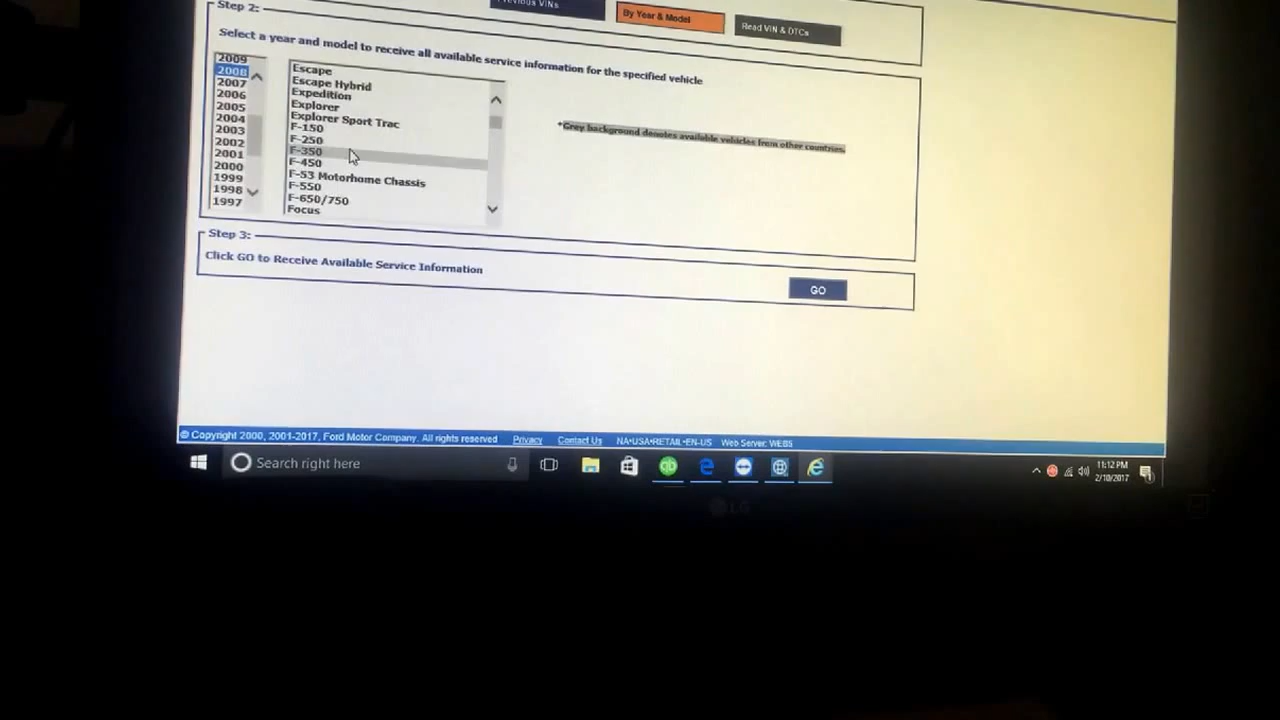 Step 2:
Previous VINs
By Year & Model
Read VIN & DTCs
Select a year and model to receive all available service information for the specified vehicle
2009
2008
2007
2006
2005
2004
2003
2002
2001
2000
1999
1998
1997
Escape
Escape Hybrid
Expedition
Explorer
Explorer Sport Trac
F-150
F-250
F-350
F-450
F-53 Motorhome Chassis
F-550
F-650/750
Focus
*Grey background denotes available vehicles from other countries.
Step 3:
Click GO to Receive Available Service Information
GO
© Copyright 2000, 2001-2017, Ford Motor Company. All rights reserved
Privacy
Contact Us
NA•USA•RETAIL•EN-US
Web Server: WEB5
Search right here
11:12 PM
2/10/2017
LG